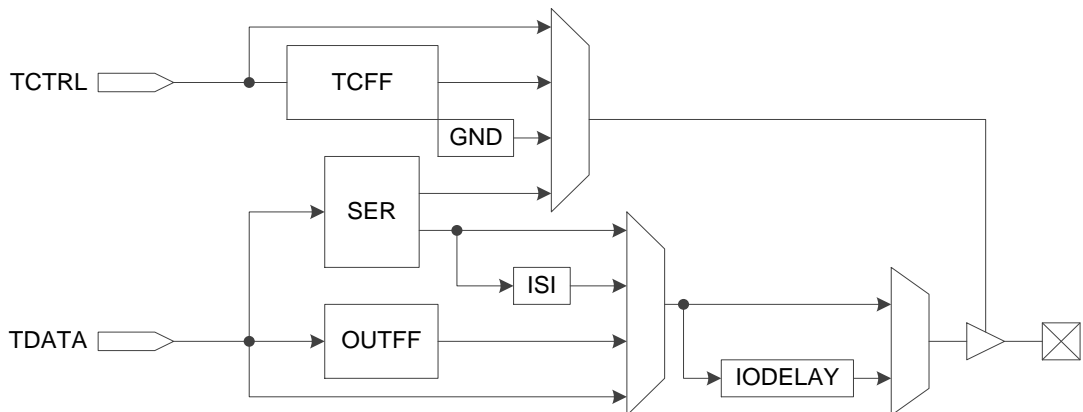 TCTRL
TCFF
GND
SER
ISI
TDATA
OUTFF
IODELAY